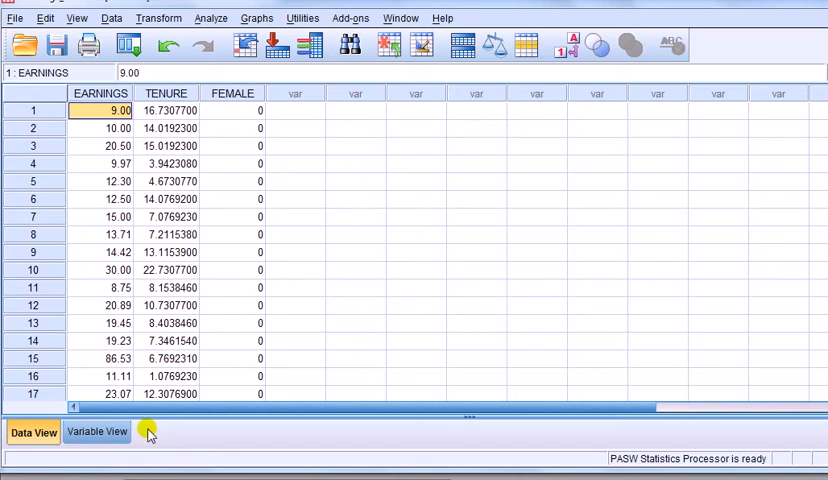 File Edit View Data Transform Analyze Graphs Utilities Add-ons Window Help
1 : EARNINGS 9.00
EARNINGS TENURE FEMALE var var var var var var var var var
1 9.00 16.7307700 0
2 10.00 14.0192300 0
3 20.50 15.0192300 0
4 9.97 3.9423080 0
5 12.30 4.6730770 0
6 12.50 14.0769200 0
7 15.00 7.0769230 0
8 13.71 7.2115380 0
9 14.42 13.1153900 0
10 30.00 22.7307700 0
11 8.75 8.1538460 0
12 20.89 10.7307700 0
13 19.45 8.4038460 0
14 19.23 7.3461540 0
15 86.53 6.7692310 0
16 11.11 1.0769230 0
17 23.07 12.3076900 0
Data View Variable View
PASW Statistics Processor is ready